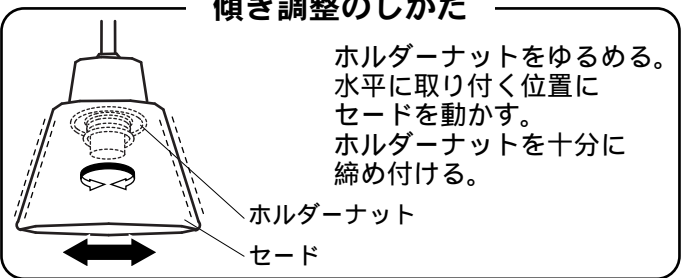 傾き調整のしかた
ホルダーナットをゆるめる。
水平に取り付く位置に
セードを動かす。
ホルダーナットを十分に
締め付ける。
ホルダーナット
セード